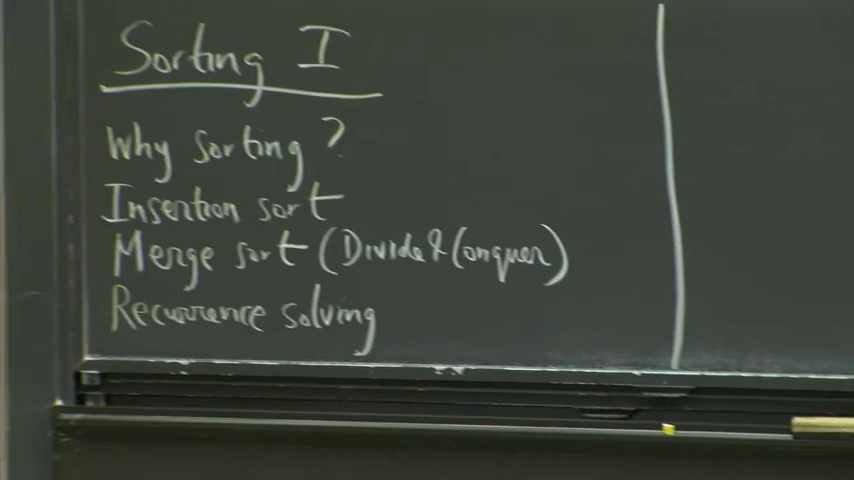 Sorting I
Why sorting?
Insertion sort
Merge sort (Divide & Conquer)
Recurrence solving